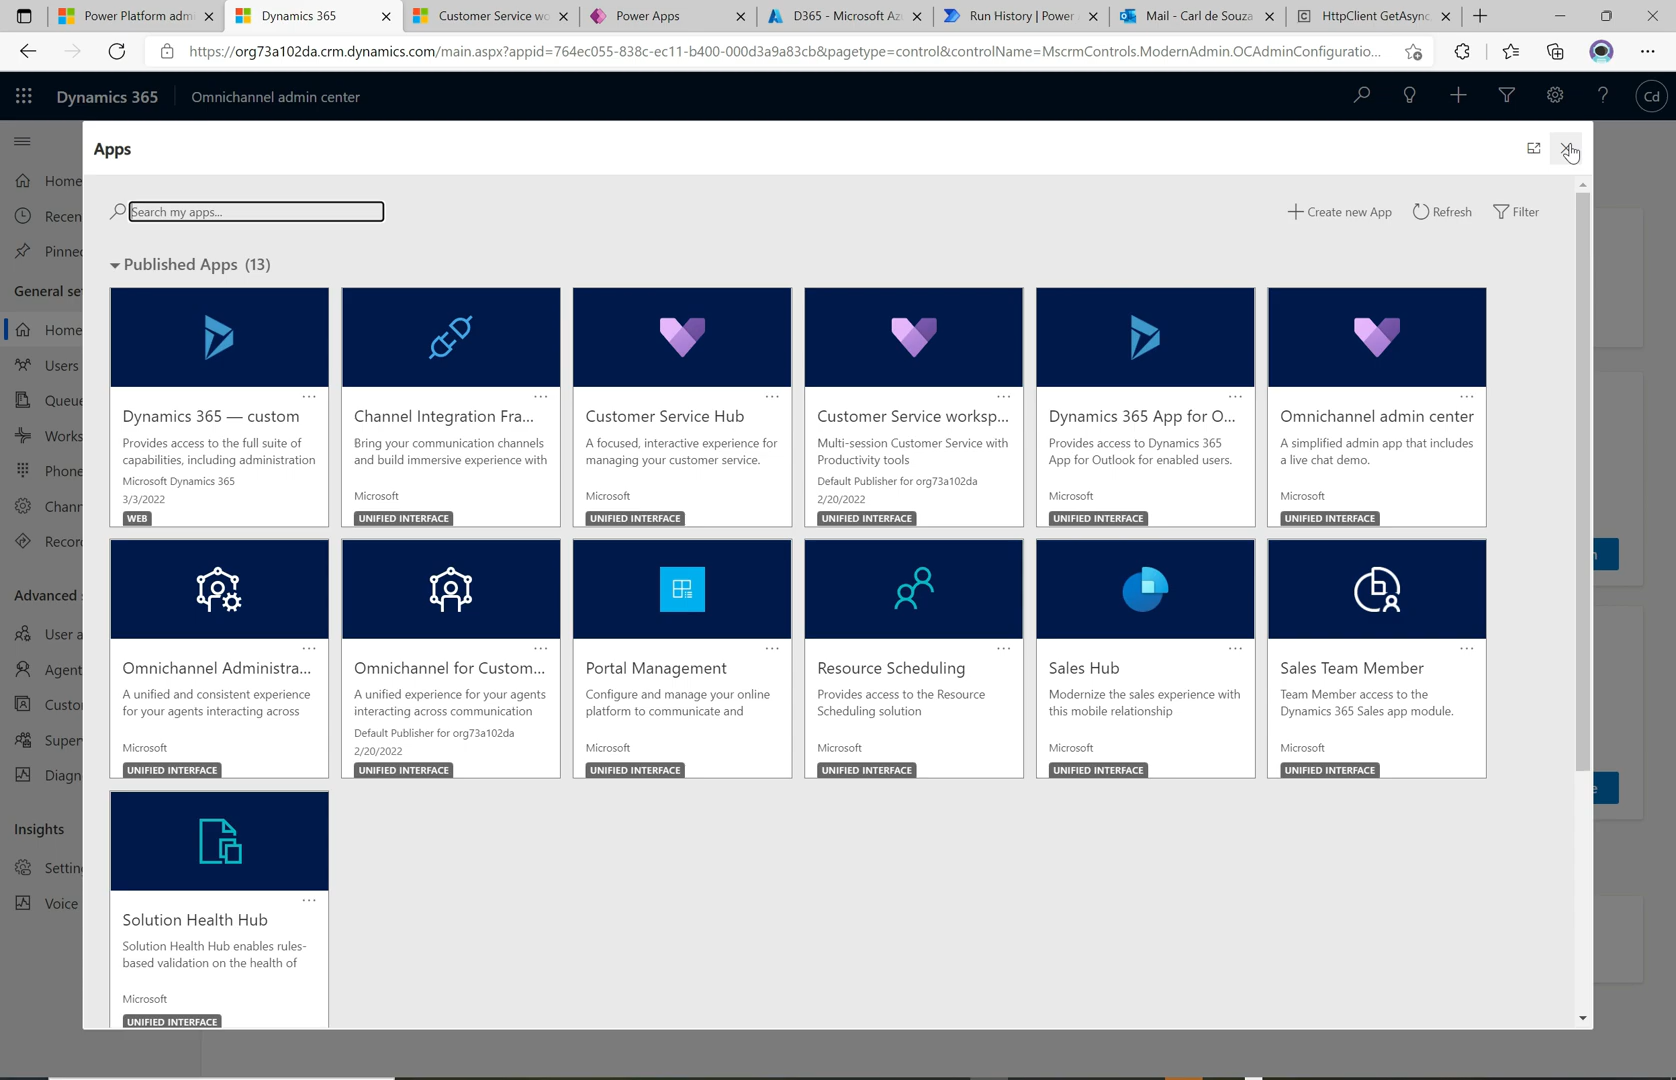 Power Platform adm
Dynamics 365
Customer Service wo
Power Apps
D365 - Microsoft Az
Run History | Power
Mail - Carl de Souza
HttpClient GetAsync
https://org73a102da.crm.dynamics.com/main.aspx?appid=764ec055-838c-ec11-b400-000d3a9a83cb&pagetype=control&controlName=MscrmControls.ModernAdmin.OCAdminConfiguratio...
Dynamics 365
Omnichannel admin center
Cd
Apps
Home
Recen
Pinned
General se
Home
Users
Queue
Works
Phone
Chann
Record
Advanced s
User a
Agent
Custo
Super
Diagn
Insights
Settin
Voice
Search my apps...
Create new App
Refresh
Filter
Published Apps (13)
Dynamics 365 — custom
Provides access to the full suite of
capabilities, including administration
Microsoft Dynamics 365
3/3/2022
WEB
Channel Integration Fra...
Bring your communication channels
and build immersive experience with
Microsoft
UNIFIED INTERFACE
Customer Service Hub
A focused, interactive experience for
managing your customer service.
Microsoft
UNIFIED INTERFACE
Customer Service worksp...
Multi-session Customer Service with
Productivity tools
Default Publisher for org73a102da
2/20/2022
UNIFIED INTERFACE
Dynamics 365 App for O...
Provides access to Dynamics 365
App for Outlook for enabled users.
Microsoft
UNIFIED INTERFACE
Omnichannel admin center
A simplified admin app that includes
a live chat demo.
Microsoft
UNIFIED INTERFACE
Omnichannel Administra...
A unified and consistent experience
for your agents interacting across
Microsoft
UNIFIED INTERFACE
Omnichannel for Custom...
A unified experience for your agents
interacting across communication
Default Publisher for org73a102da
2/20/2022
UNIFIED INTERFACE
Portal Management
Configure and manage your online
platform to communicate and
Microsoft
UNIFIED INTERFACE
Resource Scheduling
Provides access to the Resource
Scheduling solution
Microsoft
UNIFIED INTERFACE
Sales Hub
Modernize the sales experience with
this mobile relationship
Microsoft
UNIFIED INTERFACE
Sales Team Member
Team Member access to the
Dynamics 365 Sales app module.
Microsoft
UNIFIED INTERFACE
Solution Health Hub
Solution Health Hub enables rules-
based validation on the health of
Microsoft
UNIFIED INTERFACE